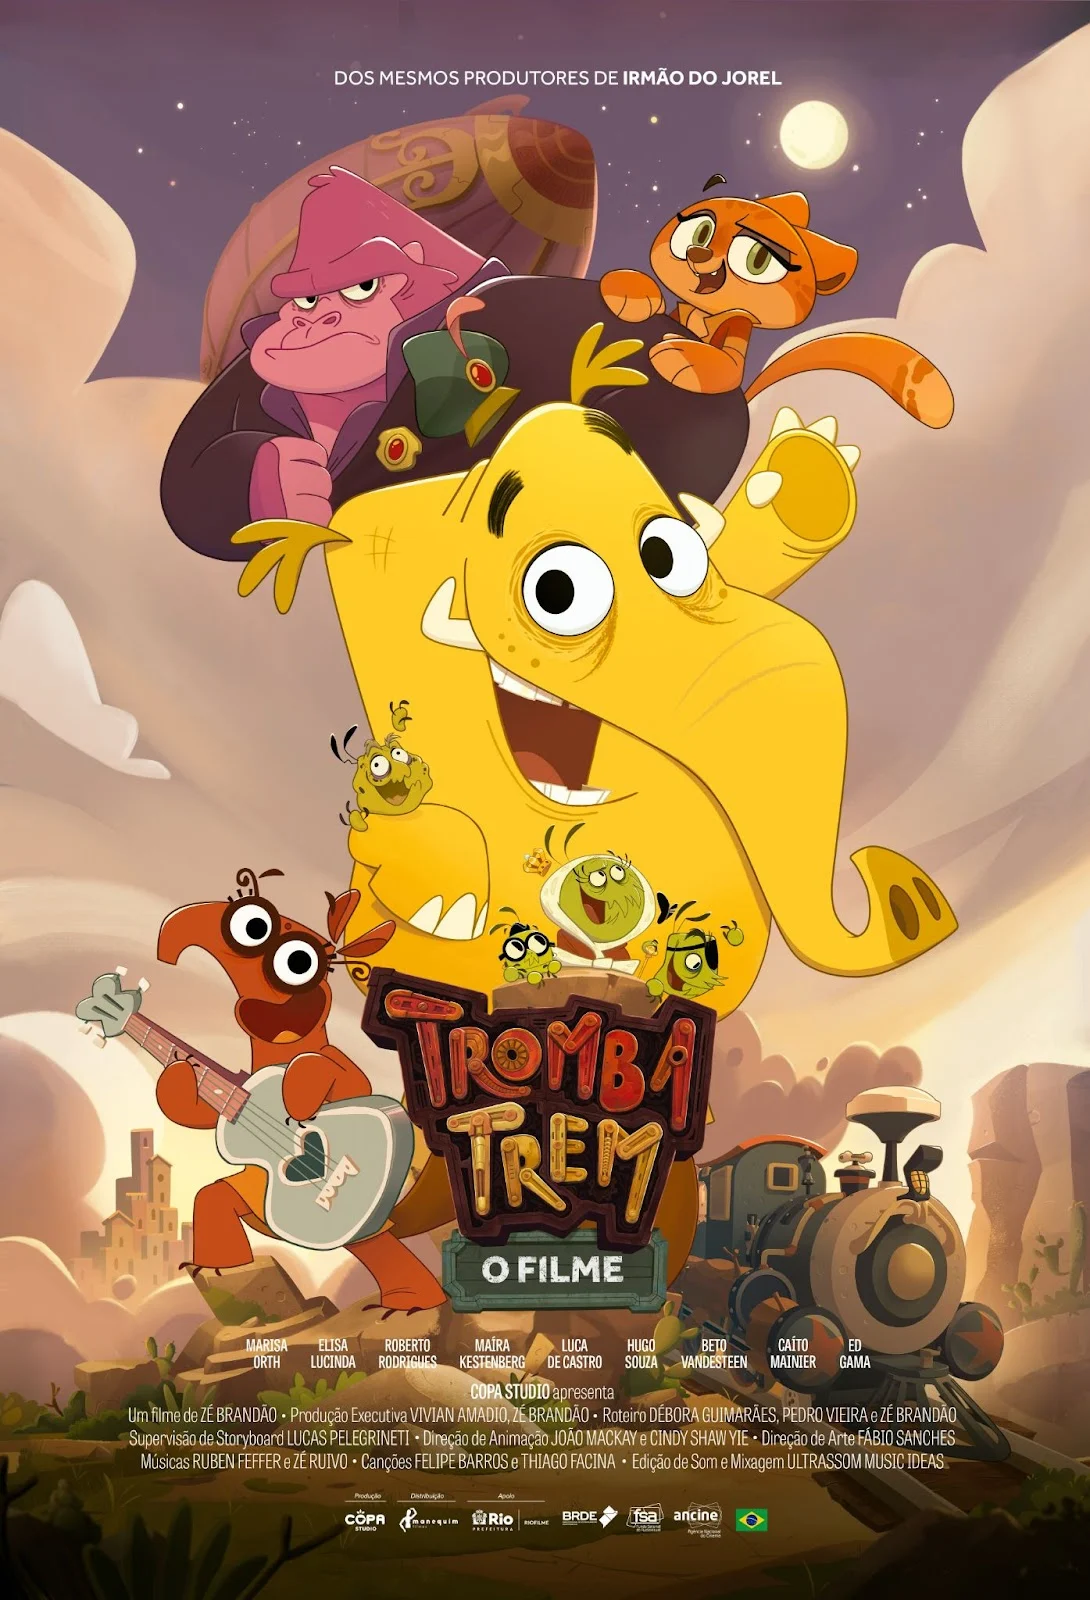 DOS MESMOS PRODUTORES DE IRMÃO DO JOREL
TROMBA
TREM
O FILME
MARISA ORTH
ELISA LUCINDA
ROBERTO RODRIGUES
MAÍRA KESTENBERG
LUCA DE CASTRO
HUGO SOUZA
BETO VANDESTEEN
CAÍTO MAINIER
ED GAMA
COPA STUDIO apresenta
Um filme de ZÉ BRANDÃO • Produção Executiva VIVIAN AMADIO, ZÉ BRANDÃO • Roteiro DÉBORA GUIMARÃES, PEDRO VIEIRA e ZÉ BRANDÃO
Supervisão de Storyboard LUCAS PELEGRINETI • Direção de Animação JOÃO MACKAY e CINDY SHAW YIE • Direção de Arte FÁBIO SANCHES
Músicas RUBEN FEFFER e ZÉ RUIVO • Canções FELIPE BARROS e THIAGO FACINA • Edição de Som e Mixagem ULTRASSOM MUSIC IDEAS
Produção
Distribuição
Apoio
COPA STUDIO
manequim
Rio PREFEITURA
RIOFILME
BRDE
fsa
ancine